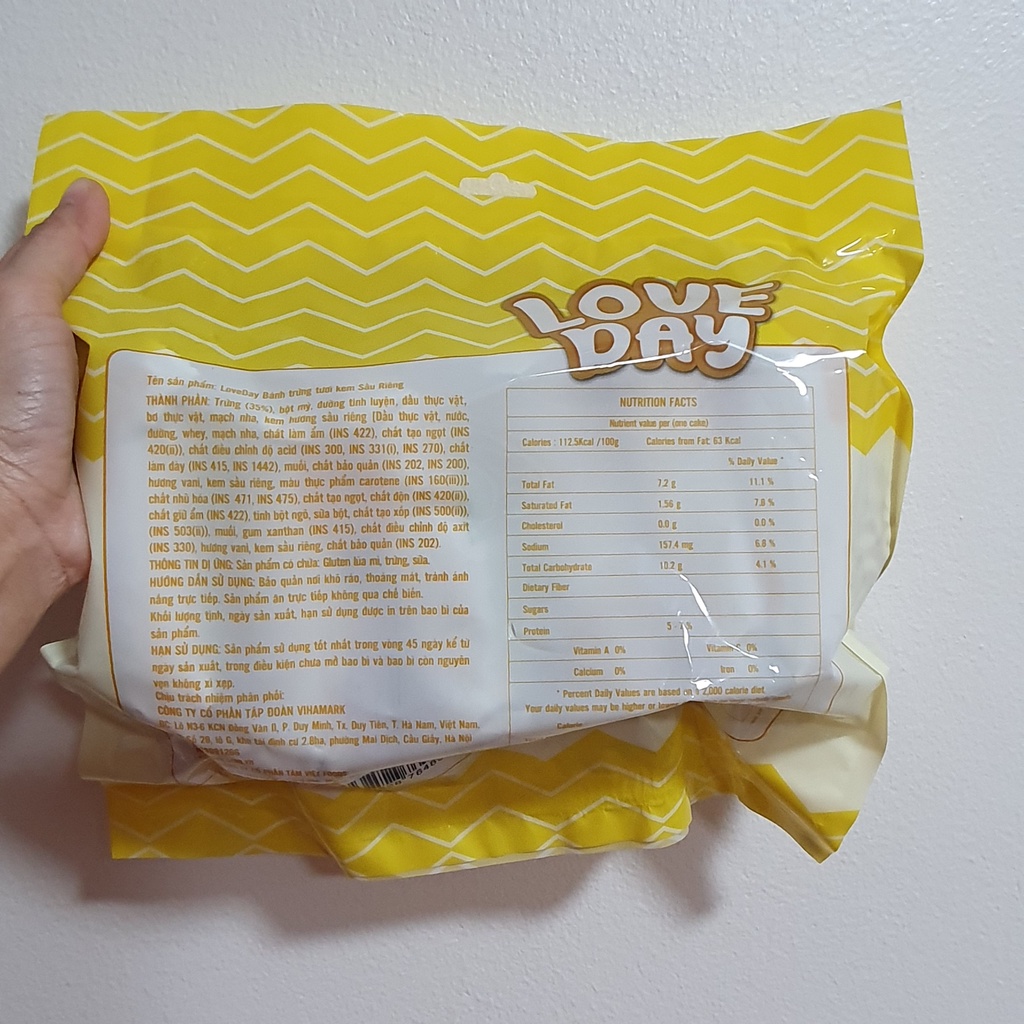 LOVE
DAY
Tên sản phẩm: LoveDay Bánh trứng tươi kem Sầu Riêng
THÀNH PHẦN: Trứng (35%), bột mỳ, đường tinh luyện, dầu thực vật,
bơ thực vật, mạch nha, kem hương sầu riêng [Dầu thực vật, nước,
đường, whey, mạch nha, chất làm ẩm (INS 422), chất tạo ngọt (INS
420(ii)), chất điều chỉnh độ acid (INS 300, INS 331(i), INS 270), chất
làm dày (INS 415, INS 1442), muối, chất bảo quản (INS 202, INS 200),
hương vani, kem sầu riêng, màu thực phẩm carotene (INS 160(iii))],
chất nhũ hóa (INS 471, INS 475), chất tạo ngọt, chất độn (INS 420(ii)),
chất giữ ẩm (INS 422), tinh bột ngô, sữa bột, chất tạo xốp (INS 500(ii)),
(INS 503(ii)), muối, gum xanthan (INS 415), chất điều chỉnh độ axit
(INS 330), hương vani, kem sầu riêng, chất bảo quản (INS 202).
THÔNG TIN DỊ ỨNG: Sản phẩm có chứa: Gluten lúa mì, trứng, sữa.
HƯỚNG DẪN SỬ DỤNG: Bảo quản nơi khô ráo, thoáng mát, tránh ánh
nắng trực tiếp. Sản phẩm ăn trực tiếp không qua chế biến.
Khối lượng tịnh, ngày sản xuất, hạn sử dụng được in trên bao bì của
sản phẩm.
HẠN SỬ DỤNG: Sản phẩm sử dụng tốt nhất trong vòng 45 ngày kể từ
ngày sản xuất, trong điều kiện chưa mở bao bì và bao bì còn nguyên
vẹn không xì xẹp.
Chịu trách nhiệm phân phối:
CÔNG TY CỔ PHẦN TẬP ĐOÀN VIHAMARK
ĐC: Lô N3-6 KCN Đồng Văn II, P. Duy Minh, Tx. Duy Tiên, T. Hà Nam, Việt Nam.
Số 28, lô G, khu tái định cư 2.8ha, phường Mai Dịch, Cầu Giấy, Hà Nội
PHẦN TÂM VIỆT FOODS
NUTRITION FACTS
Nutrient value per (one cake)
Calories : 112.5Kcal /100g Calories from Fat: 63 Kcal
% Daily Value *
Total Fat 7.2 g 11.1 %
Saturated Fat 1.56 g 7.8 %
Cholesterol 0.0 g 0.0 %
Sodium 157.4 mg 6.8 %
Total Carbohydrate 10.2 g 4.1 %
Dietary Fiber
Sugars
Protein
Vitamin A 0% 0%
Calcium 0% Iron 0%
* Percent Daily Values are based 2,000 calorie diet.
Your daily values may be higher or
Calorie